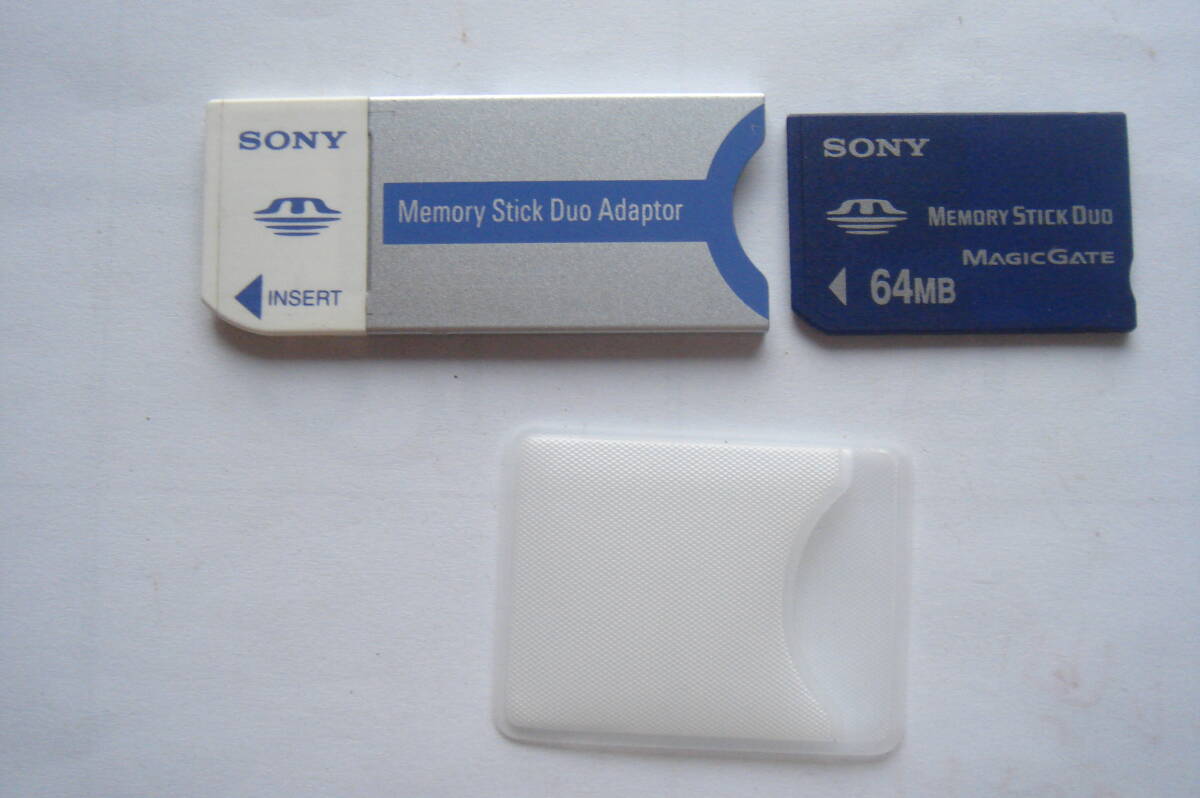 SONY
Memory Stick Duo Adaptor
INSERT
SONY
MEMORY STICK DUO
MAGICGATE
64MB